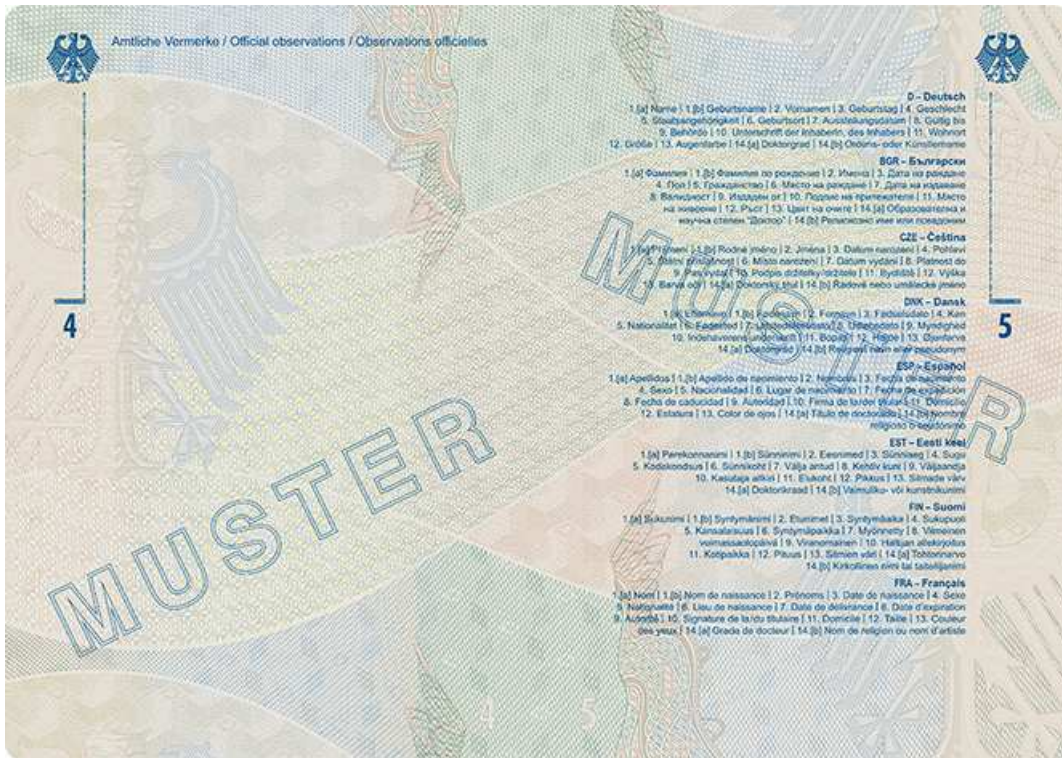 Amtliche Vermerke / Official observations / Observations officielles
4
MUSTER
D – Deutsch
1.[a] Name | 1.[b] Geburtsname | 2. Vornamen | 3. Geburtstag | 4. Geschlecht
5. Staatsangehörigkeit | 6. Geburtsort | 7. Ausstellungsdatum | 8. Gültig bis
9. Behörde | 10. Unterschrift der Inhaberin, des Inhabers | 11. Wohnort
12. Größe | 13. Augenfarbe | 14.[a] Doktorgrad | 14.[b] Ordens- oder Künstlername
BGR – Български
1.[a] Фамилия | 1.[b] Фамилия по рождение | 2. Имена | 3. Дата на раждане
4. Пол | 5. Гражданство | 6. Място на раждане | 7. Дата на издаване
8. Валидност | 9. Издаден от | 10. Подпис на притежателя | 11. Място
на живеене | 12. Ръст | 13. Цвят на очите | 14.[a] Образователна и
научна степен "Доктор" | 14.[b] Религиозно име или псевдоним
CZE – Čeština
1.[a] Příjmení | 1.[b] Rodné jméno | 2. Jména | 3. Datum narození | 4. Pohlaví
5. Státní příslušnost | 6. Místo narození | 7. Datum vydání | 8. Platnost do
9. Pas vydal | 10. Podpis držitelky/držitele | 11. Bydliště | 12. Výška
13. Barva očí | 14.[a] Doktorský titul | 14.[b] Řádové nebo umělecké jméno
DNK – Dansk
1.[a] Efternavn | 1.[b] Fødenavn | 2. Fornavn | 3. Fødselsdato | 4. Køn
5. Nationalitet | 6. Fødested | 7. Udstedelsesdato | 8. Udløbsdato | 9. Myndighed
10. Indehaverens underskrift | 11. Bopæl | 12. Højde | 13. Øjenfarve
14.[a] Doktorgrad | 14.[b] Religiøst navn eller pseudonym
ESP – Español
1.[a] Apellidos | 1.[b] Apellido de nacimiento | 2. Nombres | 3. Fecha de nacimiento
4. Sexo | 5. Nacionalidad | 6. Lugar de nacimiento | 7. Fecha de expedición
8. Fecha de caducidad | 9. Autoridad | 10. Firma de la/del titular | 11. Domicilio
12. Estatura | 13. Color de ojos | 14.[a] Título de doctorado | 14.[b] Nombre
religioso o seudónimo
EST – Eesti keel
1.[a] Perekonnanimi | 1.[b] Sünninimi | 2. Eesnimed | 3. Sünniaeg | 4. Sugu
5. Kodakondsus | 6. Sünnikoht | 7. Välja antud | 8. Kehtiv kuni | 9. Väljaandja
10. Kasutaja allkiri | 11. Elukoht | 12. Pikkus | 13. Silmade värv
14.[a] Doktorikraad | 14.[b] Vaimuliku- või kunstnikunimi
FIN – Suomi
1.[a] Sukunimi | 1.[b] Syntymänimi | 2. Etunimet | 3. Syntymäaika | 4. Sukupuoli
5. Kansalaisuus | 6. Syntymäpaikka | 7. Myönnetty | 8. Viimeinen
voimassaolopäivä | 9. Viranomainen | 10. Haltijan allekirjoitus
11. Kotipaikka | 12. Pituus | 13. Silmien väri | 14.[a] Tohtorinarvo
14.[b] Kirkollinen nimi tai taiteilijanimi
FRA – Français
1.[a] Nom | 1.[b] Nom de naissance | 2. Prénoms | 3. Date de naissance | 4. Sexe
5. Nationalité | 6. Lieu de naissance | 7. Date de délivrance | 8. Date d'expiration
9. Autorité | 10. Signature de la/du titulaire | 11. Domicile | 12. Taille | 13. Couleur
des yeux | 14.[a] Grade de docteur | 14.[b] Nom de religion ou nom d'artiste
5
MUSTER
4
5